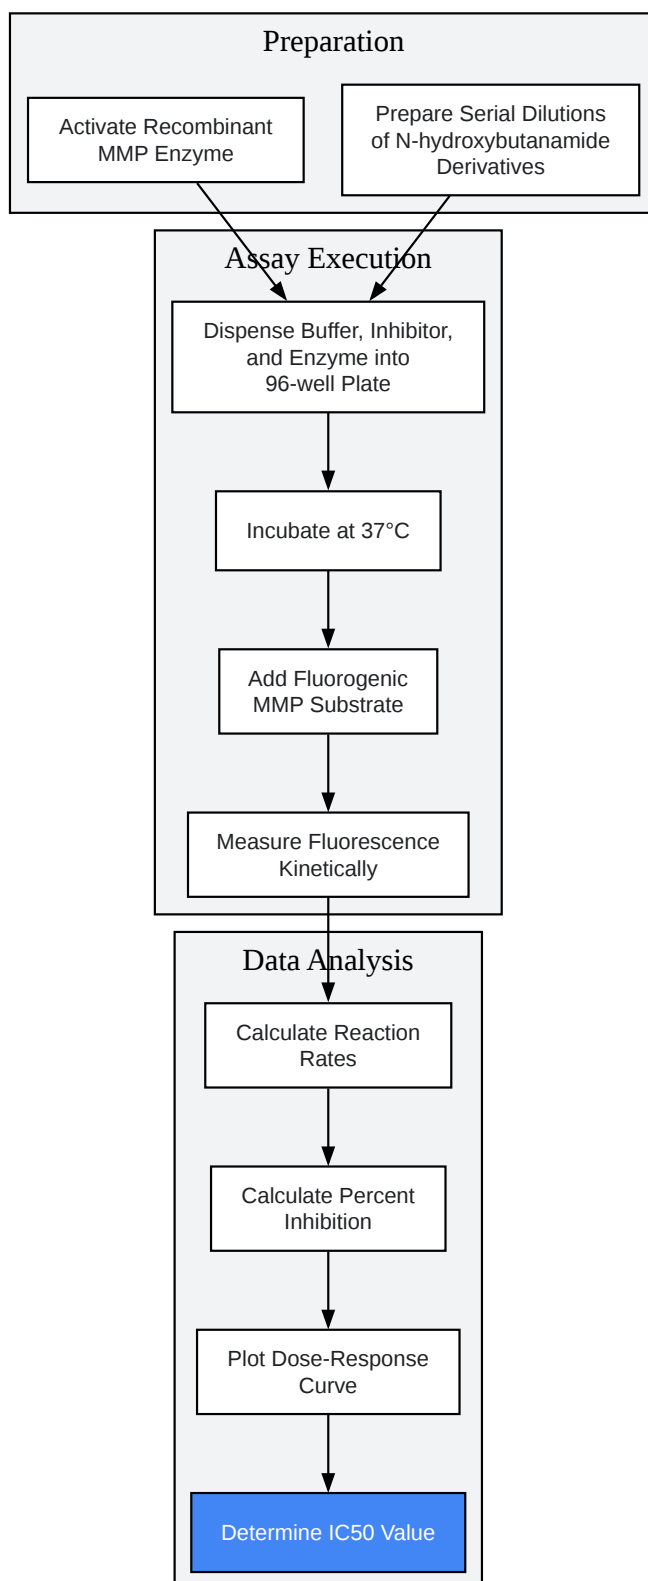 Preparation
Activate Recombinant
MMP Enzyme
Prepare Serial Dilutions
of N-hydroxybutanamide
Derivatives
Assay Execution
Dispense Buffer, Inhibitor,
and Enzyme into
96-well Plate
Incubate at 37°C
Add Fluorogenic
MMP Substrate
Measure Fluorescence
Kinetically
Data Analysis
Calculate Reaction
Rates
Calculate Percent
Inhibition
Plot Dose-Response
Curve
Determine IC50 Value